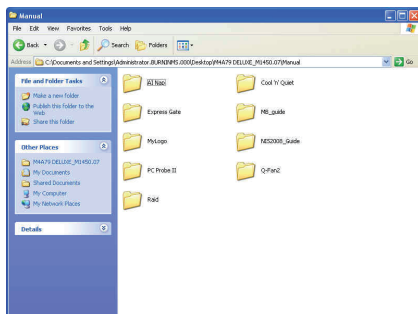 Manual
File Edit View Favorites Tools Help
Back Search Folders
Address C:\Documents and Settings\Administrator.BURNINMS.000\Desktop\M4A79 DELUXE_M1450.07\Manual Go
File and Folder Tasks
Make a new folder
Publish this folder to the
Web
Share this folder
Other Places
M4A79 DELUXE_M1450.07
My Documents
Shared Documents
My Computer
My Network Places
Details
AI Nap Cool 'n' Quiet
Express Gate MB_guide
MyLogo NIS2008_Guide
PC Probe II Q-Fan2
Raid